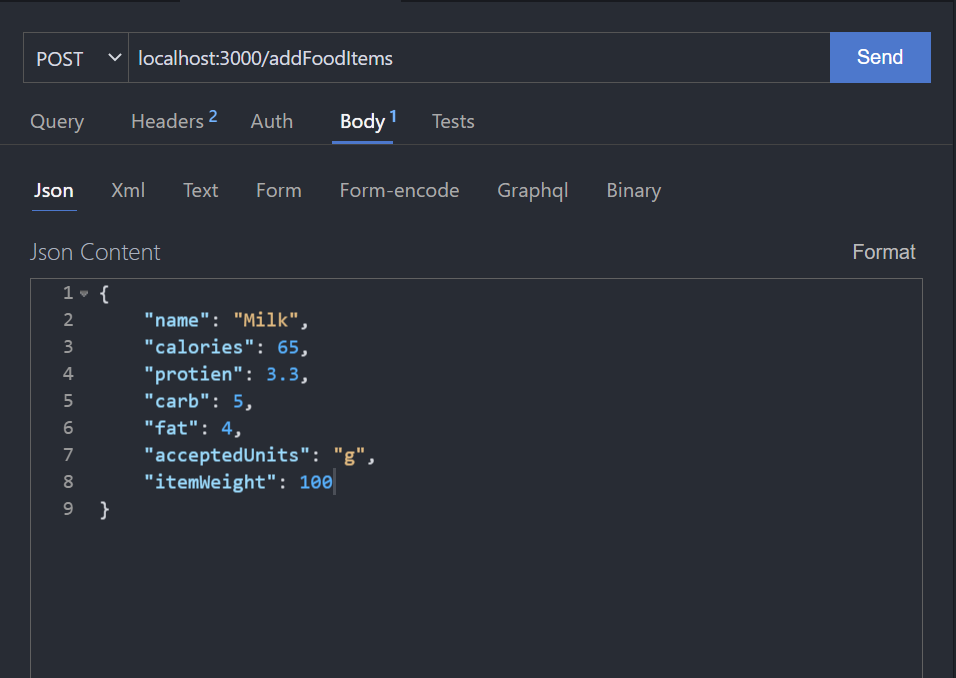 POST localhost:3000/addFoodItems Send
Query Headers 2 Auth Body 1 Tests
Json Xml Text Form Form-encode Graphql Binary
Json Content Format
1 {
2 "name": "Milk",
3 "calories": 65,
4 "protien": 3.3,
5 "carb": 5,
6 "fat": 4,
7 "acceptedUnits": "g",
8 "itemWeight": 100
9 }